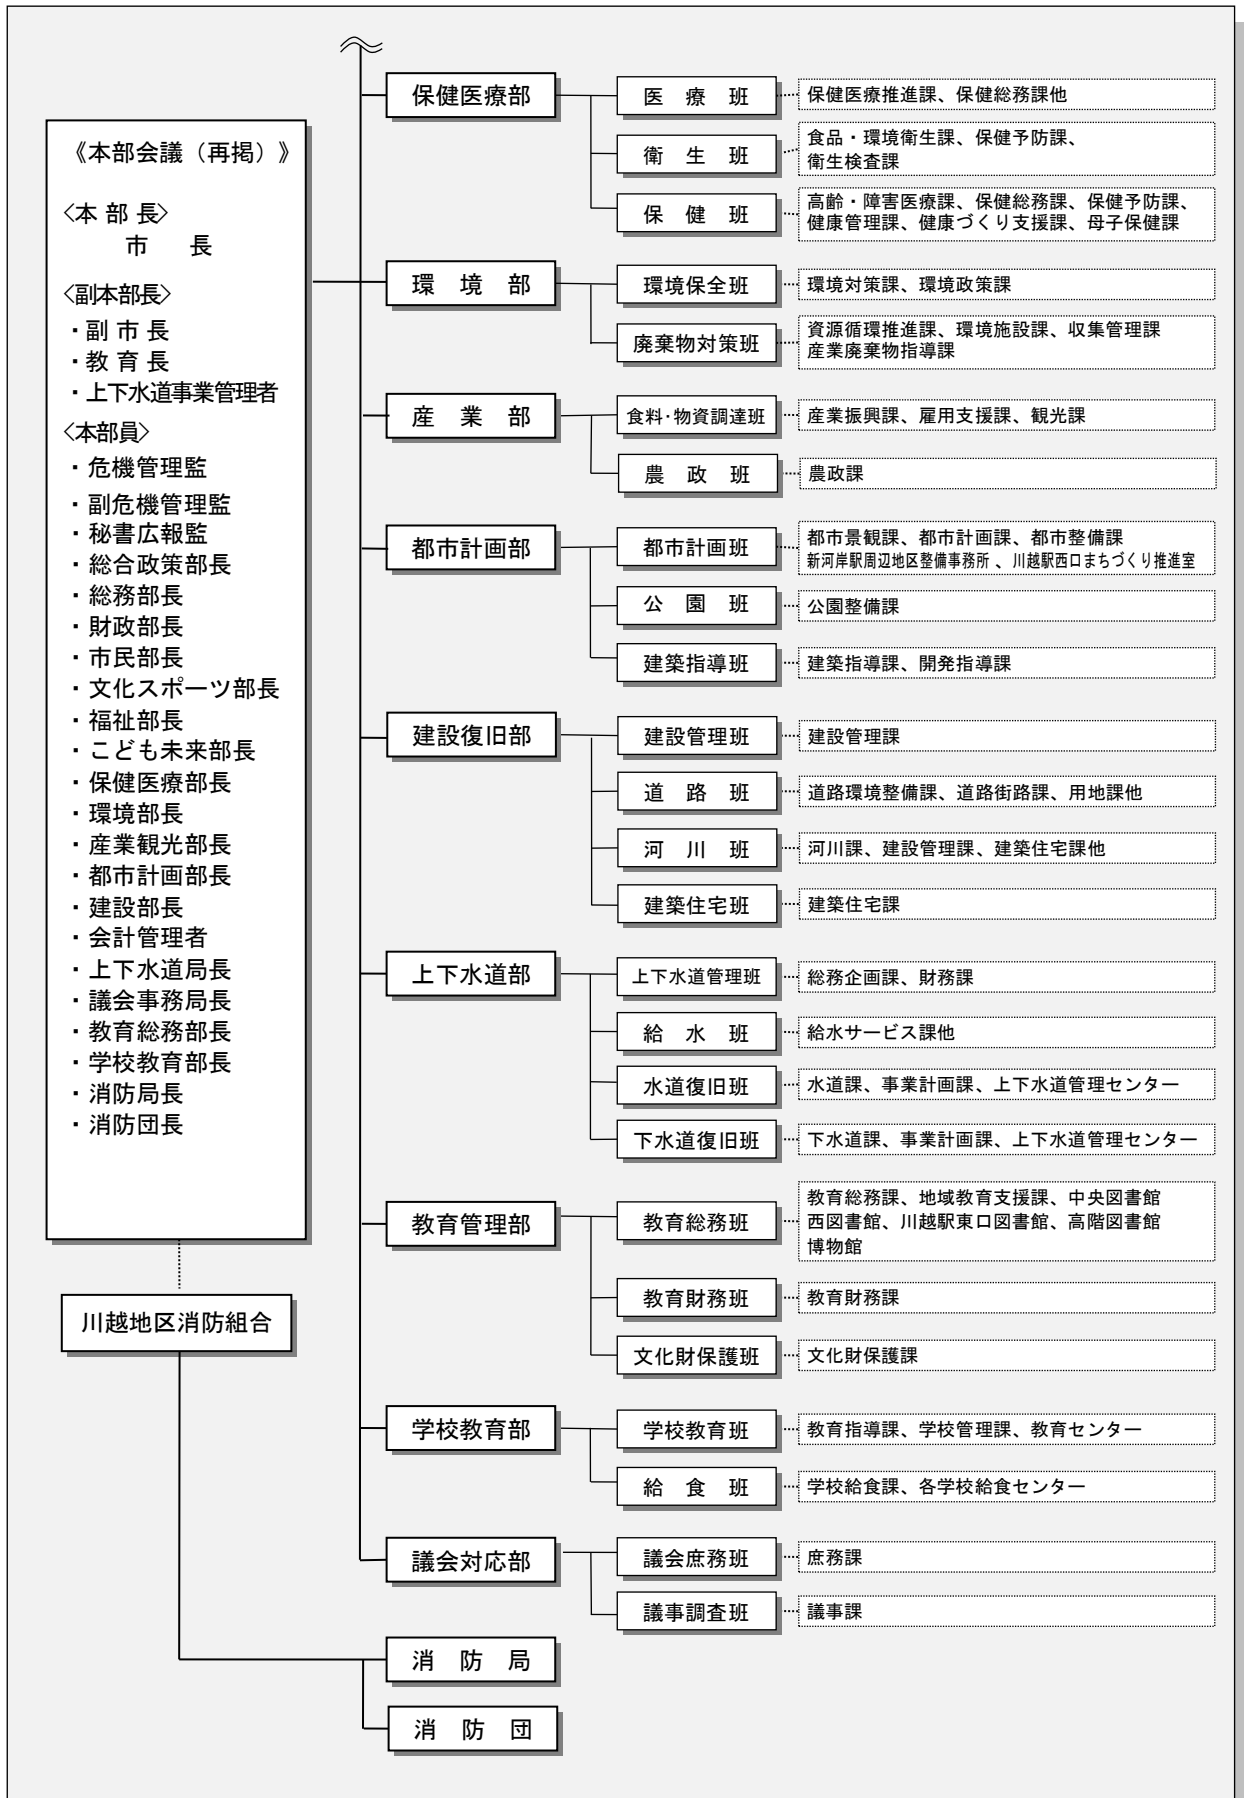 《本部会議（再掲）》
〈本 部 長〉
市　長
〈副本部長〉
・副 市 長
・教 育 長
・上下水道事業管理者
〈本部員〉
・危機管理監
・副危機管理監
・秘書広報監
・総合政策部長
・総務部長
・財政部長
・市民部長
・文化スポーツ部長
・福祉部長
・こども未来部長
・保健医療部長
・環境部長
・産業観光部長
・都市計画部長
・建設部長
・会計管理者
・上下水道局長
・議会事務局長
・教育総務部長
・学校教育部長
・消防局長
・消防団長
川越地区消防組合
保健医療部
医　療　班
保健医療推進課、保健総務課他
衛　生　班
食品・環境衛生課、保健予防課、
衛生検査課
保　健　班
高齢・障害医療課、保健総務課、保健予防課、
健康管理課、健康づくり支援課、母子保健課
環　境　部
環境保全班
環境対策課、環境政策課
廃棄物対策班
資源循環推進課、環境施設課、収集管理課
産業廃棄物指導課
産　業　部
食料・物資調達班
産業振興課、雇用支援課、観光課
農　政　班
農政課
都市計画部
都市計画班
都市景観課、都市計画課、都市整備課
新河岸駅周辺地区整備事務所 、川越駅西口まちづくり推進室
公　園　班
公園整備課
建築指導班
建築指導課、開発指導課
建設復旧部
建設管理班
建設管理課
道　路　班
道路環境整備課、道路街路課、用地課他
河　川　班
河川課、建設管理課、建築住宅課他
建築住宅班
建築住宅課
上下水道部
上下水道管理班
総務企画課、財務課
給　水　班
給水サービス課他
水道復旧班
水道課、事業計画課、上下水道管理センター
下水道復旧班
下水道課、事業計画課、上下水道管理センター
教育管理部
教育総務班
教育総務課、地域教育支援課、中央図書館
西図書館、川越駅東口図書館、高階図書館
博物館
教育財務班
教育財務課
文化財保護班
文化財保護課
学校教育部
学校教育班
教育指導課、学校管理課、教育センター
給　食　班
学校給食課、各学校給食センター
議会対応部
議会庶務班
庶務課
議事調査班
議事課
消　防　局
消　防　団